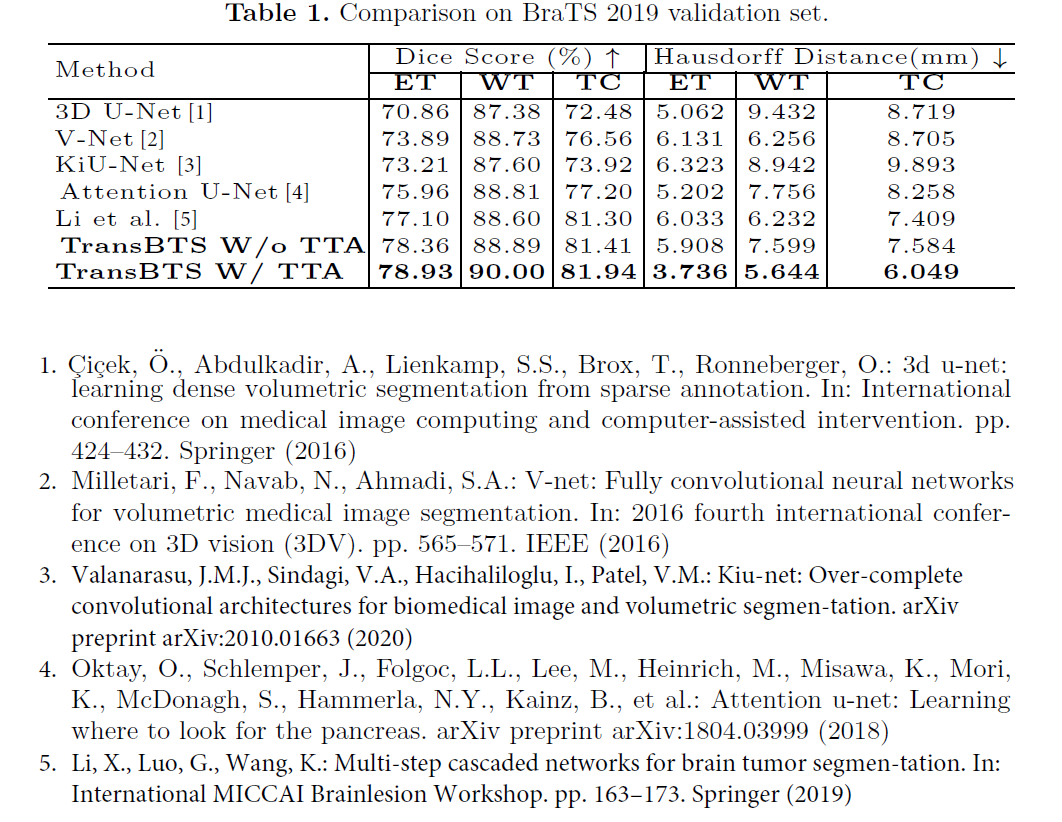 Table 1. Comparison on BraTS 2019 validation set.
Method Dice Score (%) ↑ Hausdorff Distance(mm) ↓
ET WT TC ET WT TC
3D U-Net [1] 70.86 87.38 72.48 5.062 9.432 8.719
V-Net [2] 73.89 88.73 76.56 6.131 6.256 8.705
KiU-Net [3] 73.21 87.60 73.92 6.323 8.942 9.893
Attention U-Net [4] 75.96 88.81 77.20 5.202 7.756 8.258
Li et al. [5] 77.10 88.60 81.30 6.033 6.232 7.409
TransBTS W/o TTA 78.36 88.89 81.41 5.908 7.599 7.584
TransBTS W/ TTA 78.93 90.00 81.94 3.736 5.644 6.049
1. Çiçek, Ö., Abdulkadir, A., Lienkamp, S.S., Brox, T., Ronneberger, O.: 3d u-net:
learning dense volumetric segmentation from sparse annotation. In: International
conference on medical image computing and computer-assisted intervention. pp.
424–432. Springer (2016)
2. Milletari, F., Navab, N., Ahmadi, S.A.: V-net: Fully convolutional neural networks
for volumetric medical image segmentation. In: 2016 fourth international confer-
ence on 3D vision (3DV). pp. 565–571. IEEE (2016)
3. Valanarasu, J.M.J., Sindagi, V.A., Hacihaliloglu, I., Patel, V.M.: Kiu-net: Over-complete
convolutional architectures for biomedical image and volumetric segmen-tation. arXiv
preprint arXiv:2010.01663 (2020)
4. Oktay, O., Schlemper, J., Folgoc, L.L., Lee, M., Heinrich, M., Misawa, K., Mori,
K., McDonagh, S., Hammerla, N.Y., Kainz, B., et al.: Attention u-net: Learning
where to look for the pancreas. arXiv preprint arXiv:1804.03999 (2018)
5. Li, X., Luo, G., Wang, K.: Multi-step cascaded networks for brain tumor segmen-tation. In:
International MICCAI Brainlesion Workshop. pp. 163–173. Springer (2019)